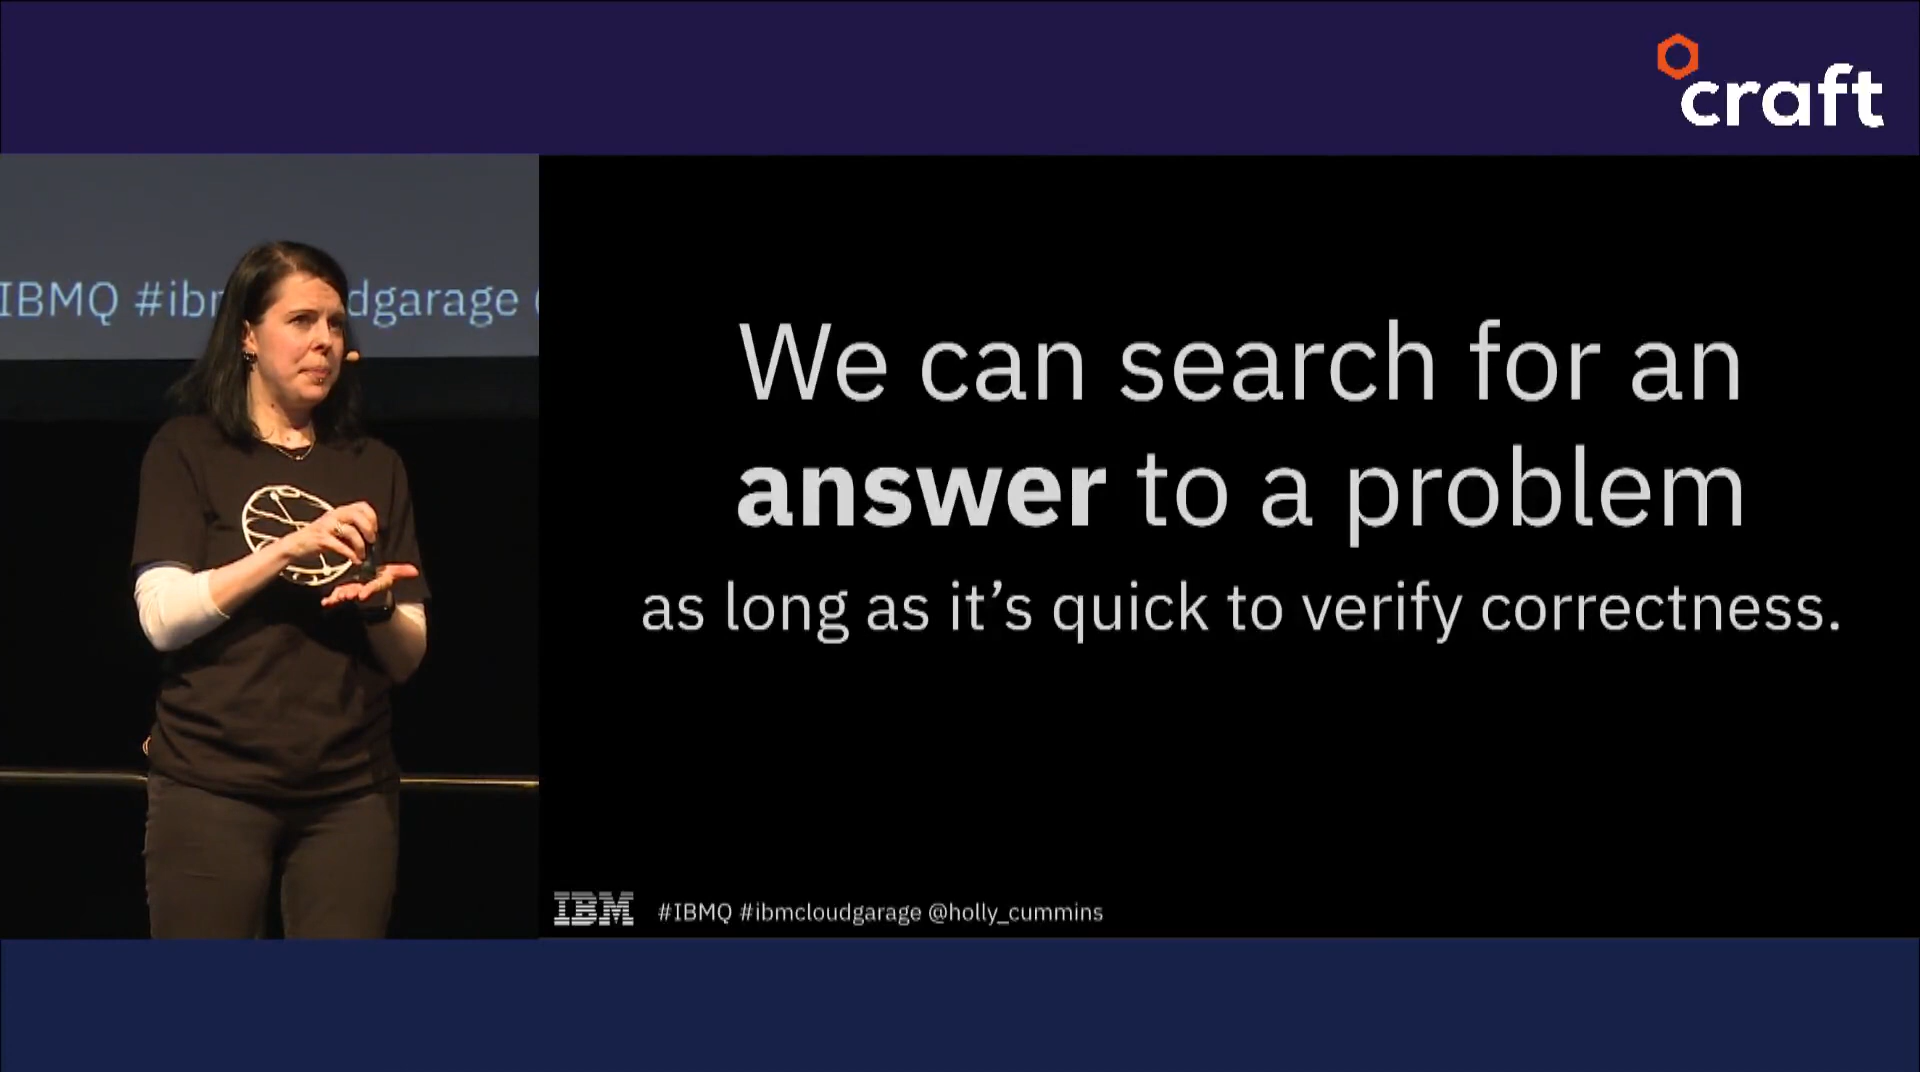 craft
IBMQ #ibm dgarage
We can search for an
answer to a problem
as long as it’s quick to verify correctness.
IBM #IBMQ #ibmcloudgarage @holly_cummins